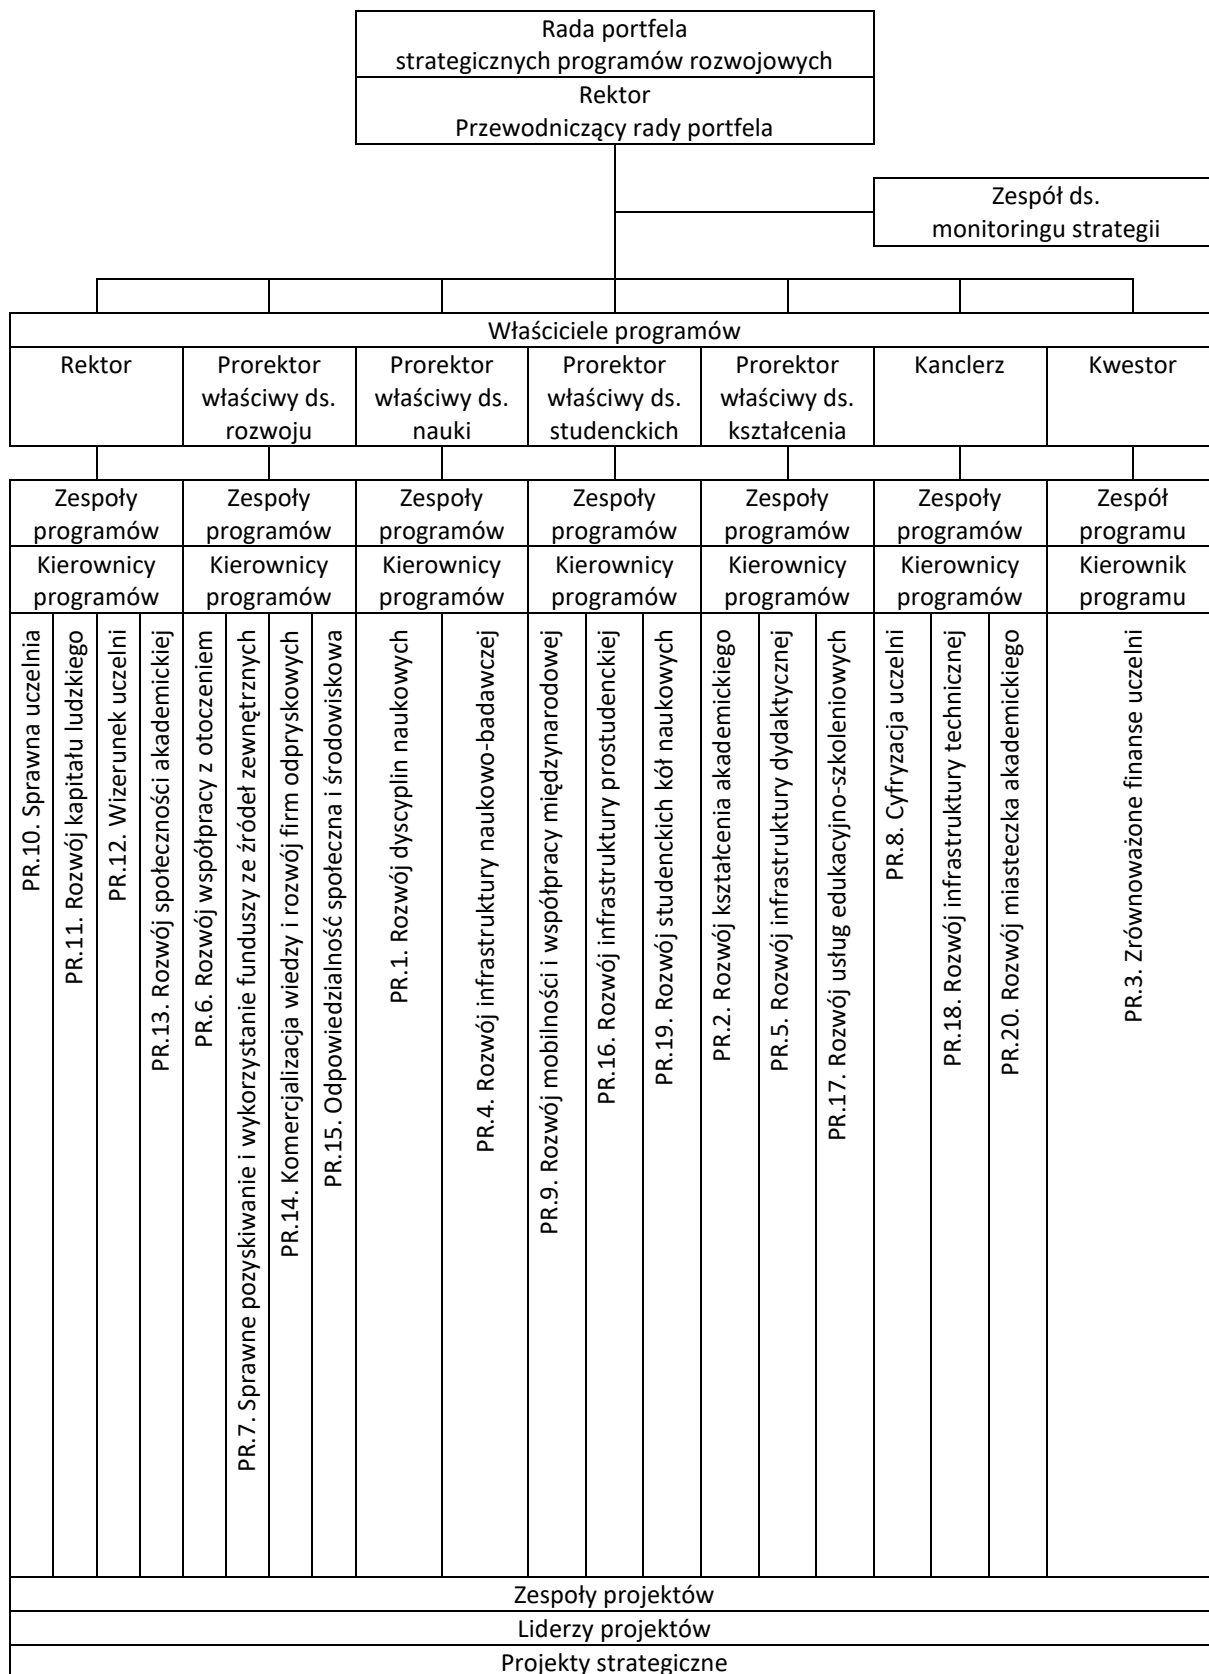 Rada portfela
strategicznych programów rozwojowych
Rektor
Przewodniczący rady portfela
Zespół ds.
monitoringu strategii
Właściciele programów
Rektor
Prorektor
właściwy ds.
rozwoju
Prorektor
właściwy ds.
nauki
Prorektor
właściwy ds.
studenckich
Prorektor
właściwy ds.
kształcenia
Kanclerz
Kwestor
Zespoły
programów
Zespoły
programów
Zespoły
programów
Zespoły
programów
Zespoły
programów
Zespoły
programów
Zespół
programu
Kierownicy
programów
Kierownicy
programów
Kierownicy
programów
Kierownicy
programów
Kierownicy
programów
Kierownicy
programów
Kierownik
programu
PR.10. Sprawna uczelnia
PR.11. Rozwój kapitału ludzkiego
PR.12. Wizerunek uczelni
PR.13. Rozwój społeczności akademickiej
PR.6. Rozwój współpracy z otoczeniem
PR.7. Sprawne pozyskiwanie i wykorzystanie funduszy ze źródeł zewnętrznych
PR.14. Komercjalizacja wiedzy i rozwój firm odpryskowych
PR.15. Odpowiedzialność społeczna i środowiskowa
PR.1. Rozwój dyscyplin naukowych
PR.4. Rozwój infrastruktury naukowo-badawczej
PR.9. Rozwój mobilności i współpracy międzynarodowej
PR.16. Rozwój infrastruktury prostudenckiej
PR.19. Rozwój studenckich kół naukowych
PR.2. Rozwój kształcenia akademickiego
PR.5. Rozwój infrastruktury dydaktycznej
PR.17. Rozwój usług edukacyjno-szkoleniowych
PR.8. Cyfryzacja uczelni
PR.18. Rozwój infrastruktury technicznej
PR.20. Rozwój miasteczka akademickiego
PR.3. Zrównoważone finanse uczelni
Zespoły projektów
Liderzy projektów
Projekty strategiczne